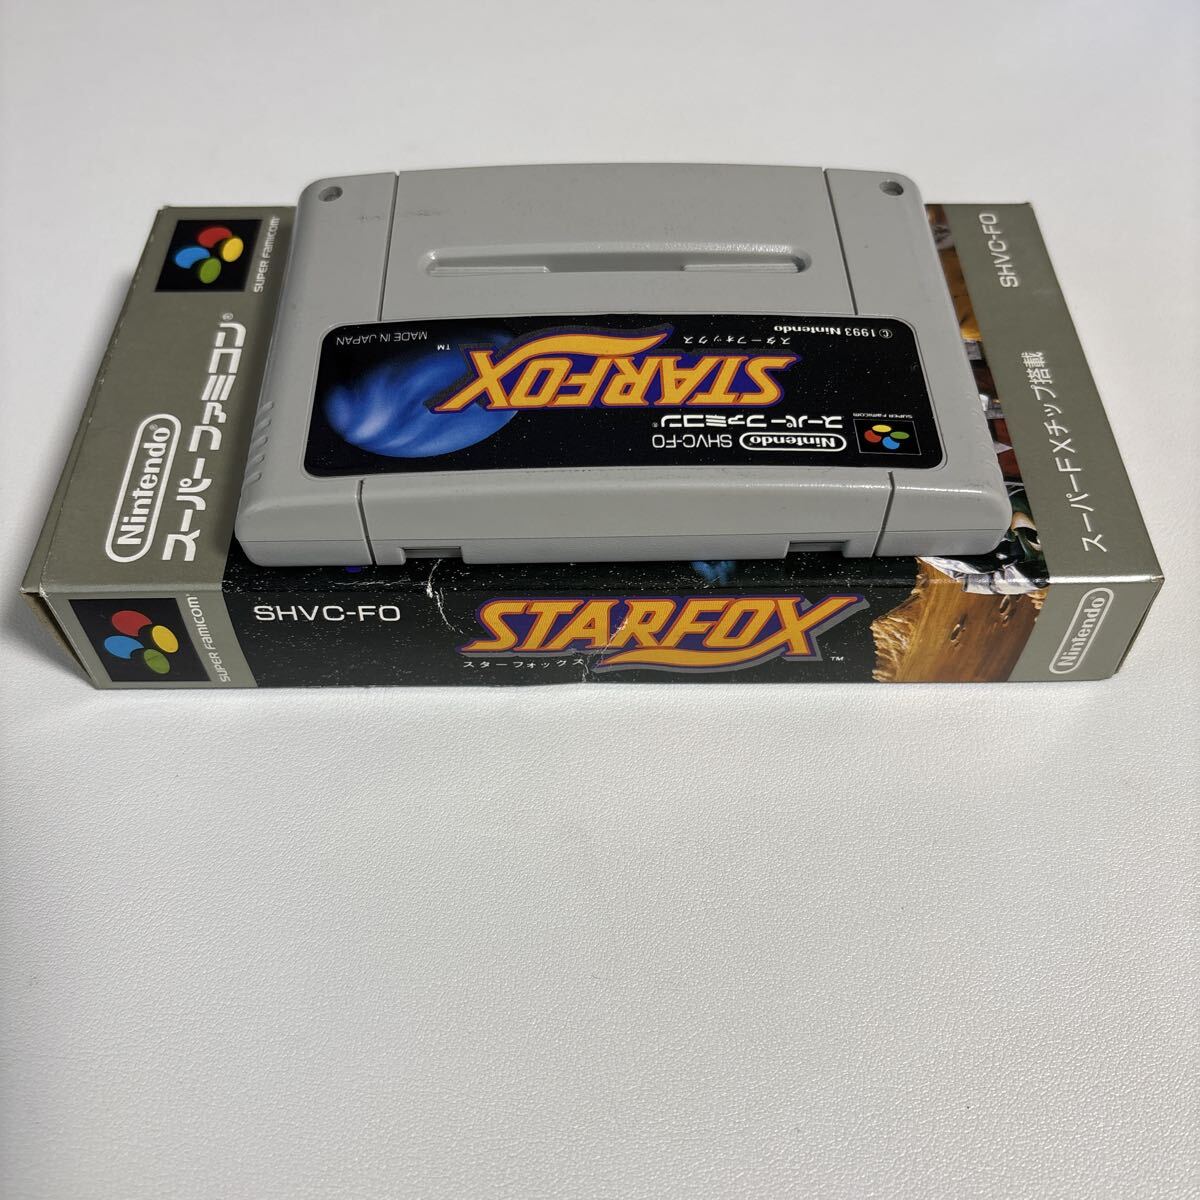 SUPER FAMICOM
Nintendo
スーパーファミコン®
© 1993 Nintendo
MADE IN JAPAN
スターフォックス
STARFOX
™
SUPER FAMICOM
Nintendo
スーパーファミコン®
SHVC-FO
SHVC-FO
スーパーFXチップ搭載
SUPER FAMICOM
SHVC-FO
STARFOX
™
スターフォックス
Nintendo